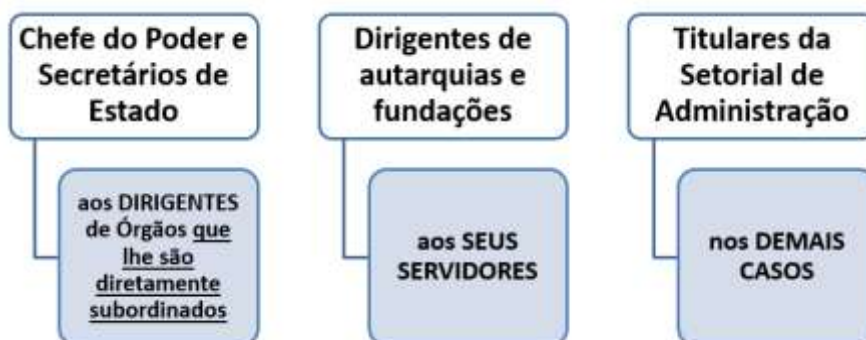 Chefe do Poder e
Secretários de
Estado
aos DIRIGENTES
de Órgãos que
lhe são
diretamente
subordinados
Dirigentes de
autarquias e
fundações
aos SEUS
SERVIDORES
Titulares da
Setorial de
Administração
nos DEMAIS
CASOS